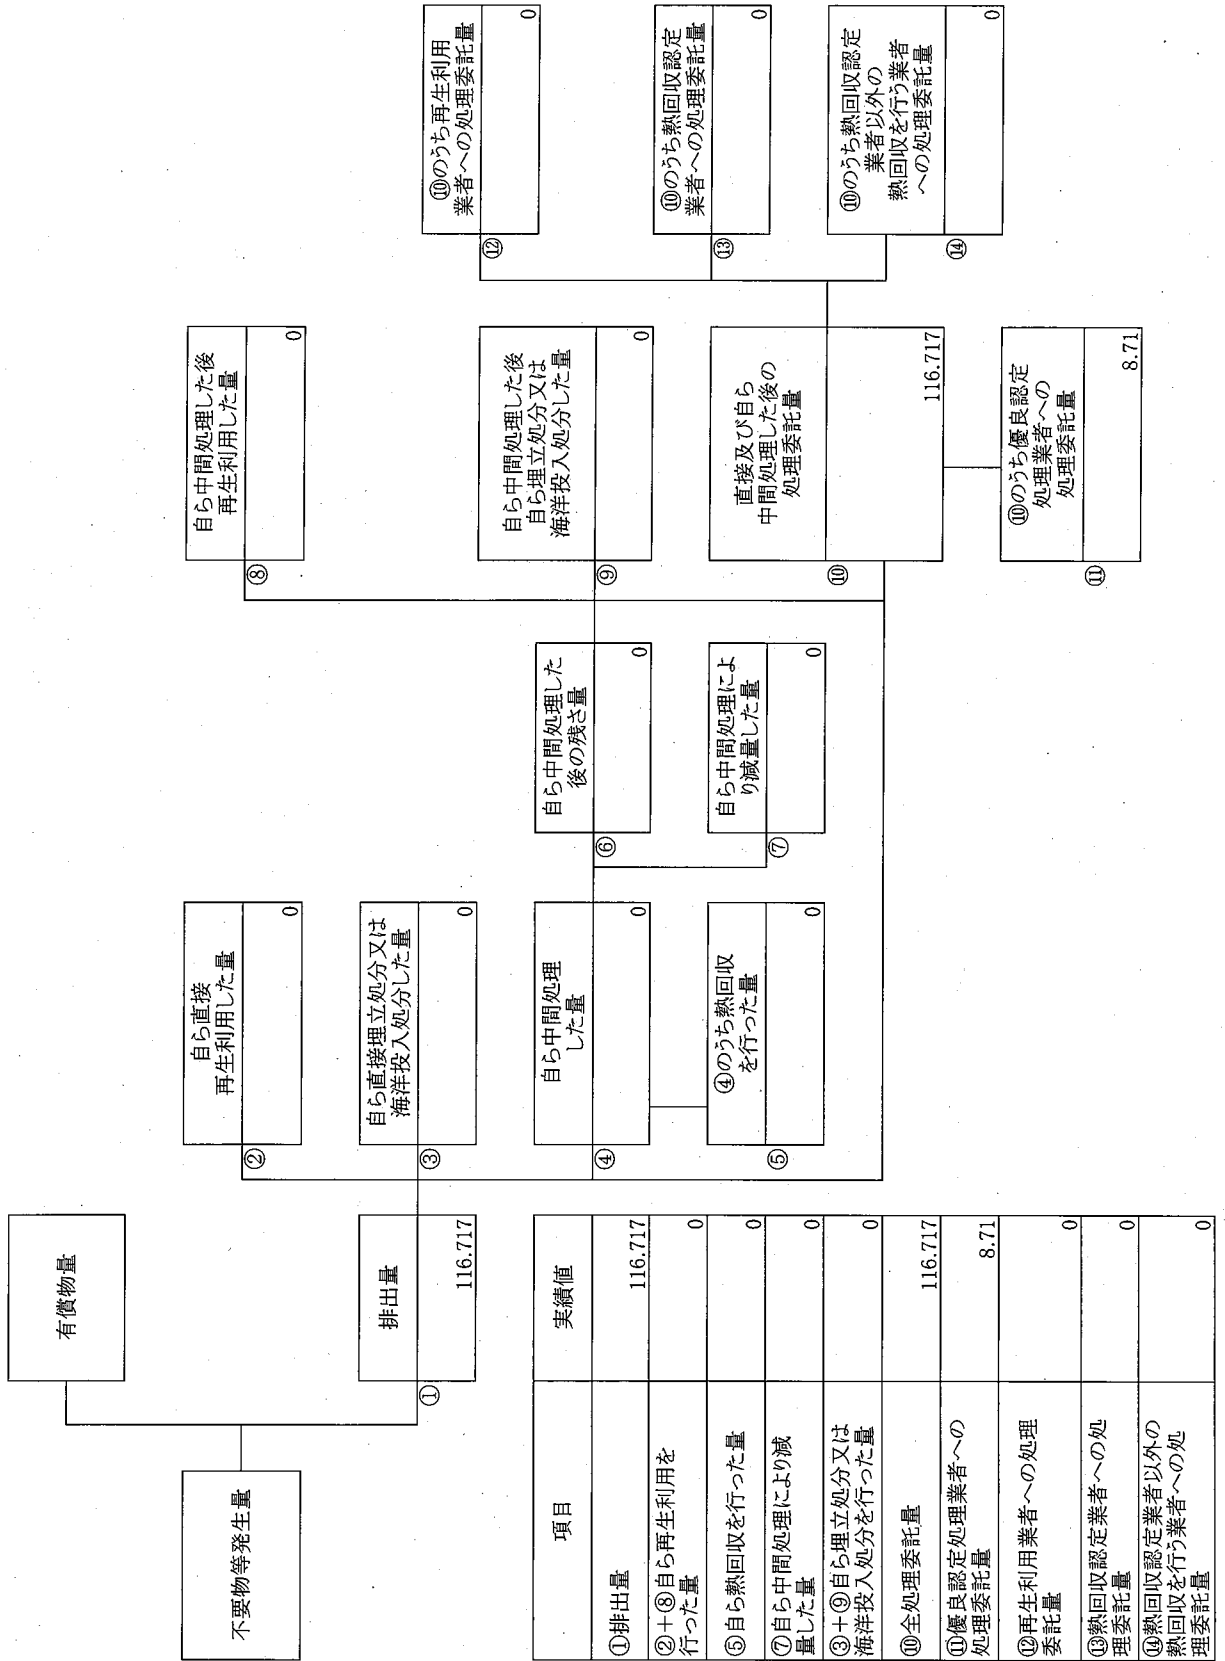 不要物等発生量
有償物量
排出量
①
116.717
自ら直接
再生利用した量
②
0
自ら直接埋立処分又は
海洋投入処分した量
③
0
自ら中間処理
した量
④
0
④のうち熱回収
を行った量
⑤
0
自ら中間処理した
後の残さ量
⑥
0
自ら中間処理によ
り減量した量
⑦
0
自ら中間処理した後
再生利用した量
⑧
0
自ら中間処理した後
自ら埋立処分又は
海洋投入処分した量
⑨
0
直接及び自ら
中間処理した後の
処理委託量
⑩
116.717
⑩のうち優良認定
処理業者への
処理委託量
⑪
8.71
⑩のうち再生利用
業者への処理委託量
⑫
0
⑩のうち熱回収認定
業者への処理委託量
⑬
0
⑩のうち熱回収認定
業者以外の
熱回収を行う業者
への処理委託量
⑭
0
項目 実績値
①排出量 116.717
②+⑧自ら再生利用を
行った量 0
⑤自ら熱回収を行った量 0
⑦自ら中間処理により減
量した量 0
③+⑨自ら埋立処分又は
海洋投入処分を行った量 0
⑩全処理委託量 116.717
⑪優良認定処理業者への
処理委託量 8.71
⑫再生利用業者への処理
委託量 0
⑬熱回収認定業者への処
理委託量 0
⑭熱回収認定業者以外の
熱回収を行う業者への処
理委託量 0